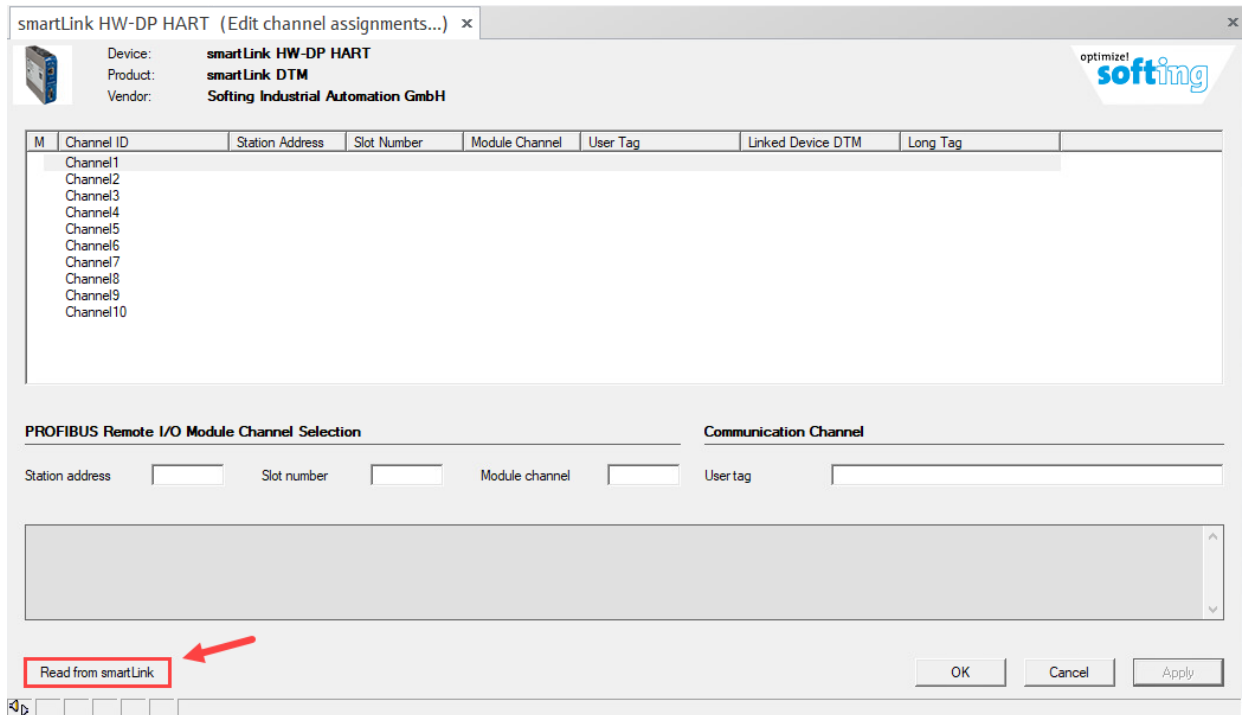 smartLink HW-DP HART (Edit channel assignments...) ×
Device: smartLink HW-DP HART
Product: smartLink DTM
Vendor: Softing Industrial Automation GmbH
optimize!
softing
M Channel ID Station Address Slot Number Module Channel User Tag Linked Device DTM Long Tag
Channel1
Channel2
Channel3
Channel4
Channel5
Channel6
Channel7
Channel8
Channel9
Channel10
PROFIBUS Remote I/O Module Channel Selection Communication Channel
Station address Slot number Module channel User tag
Read from smartLink OK Cancel Apply